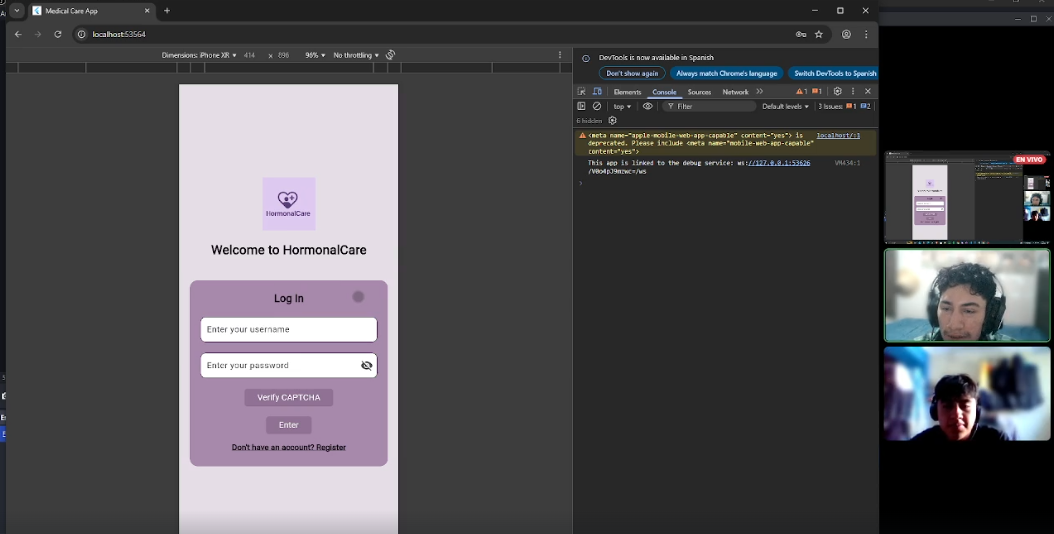 Medical Care App
localhost:53564
Dimensions: iPhone XR
414
x
896
96%
No throttling
DevTools is now available in Spanish
Don't show again
Always match Chrome's language
Switch DevTools to Spanish
Elements
Console
Sources
Network
1
1
top
Filter
Default levels
3 Issues:
1
2
6 hidden
<meta name="apple-mobile-web-app-capable" content="yes"> is
localhost/:1
deprecated. Please include <meta name="mobile-web-app-capable"
content="yes">
This app is linked to the debug service: ws://127.0.0.1:53626
VM434:1
HormonalCare
Welcome to HormonalCare
Log In
Enter your username
Enter your password
Verify CAPTCHA
Enter
Don't have an account? Register
EN VIVO